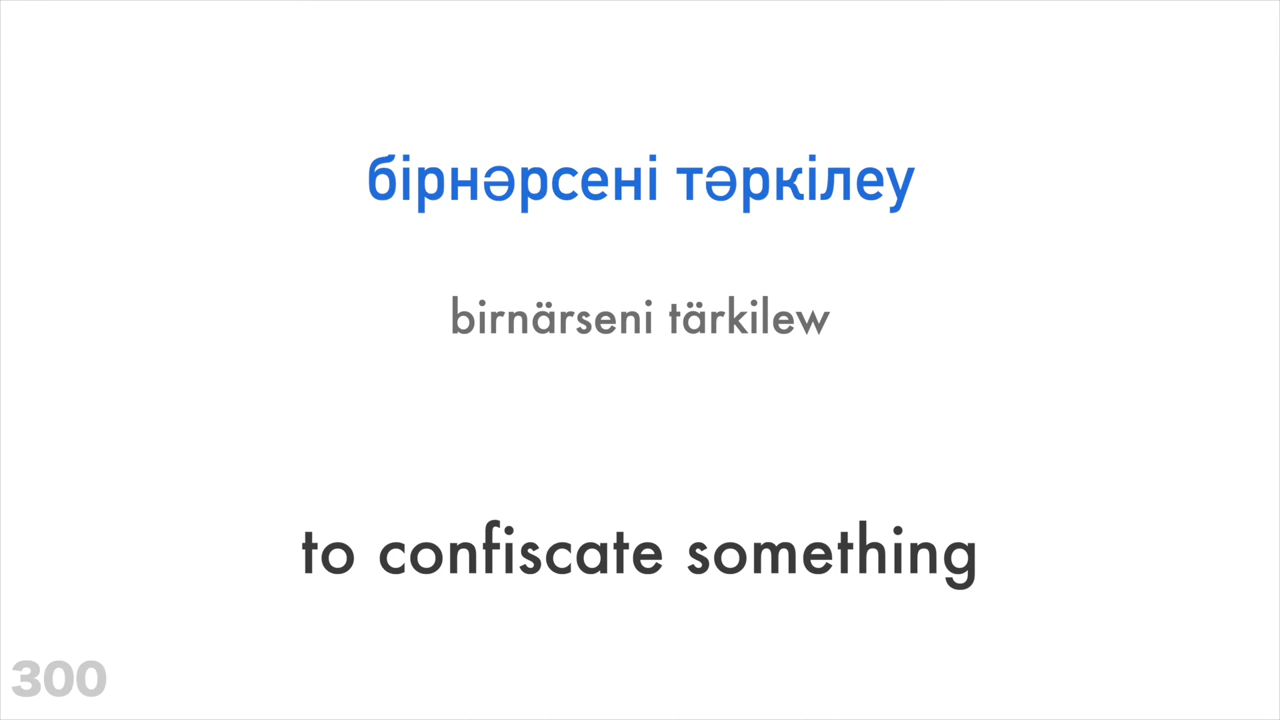 бірнәрсені тәркілеу
birnärseni tärkilew
to confiscate something
300